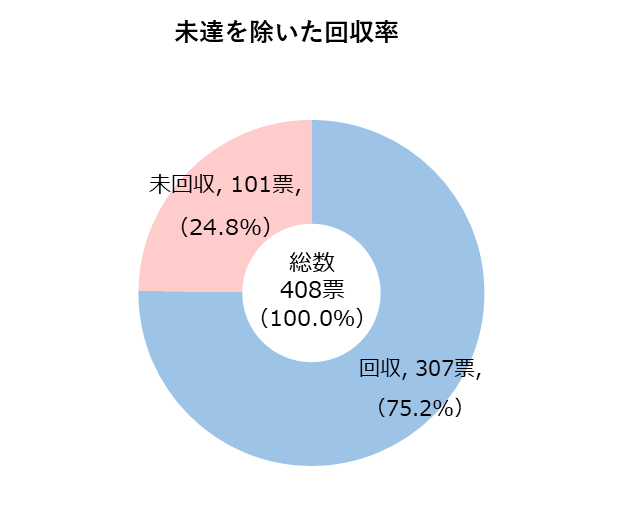 未達を除いた回収率
未回収, 101票,
（24.8%）
総数
408票
（100.0%）
回収, 307票,
（75.2%）